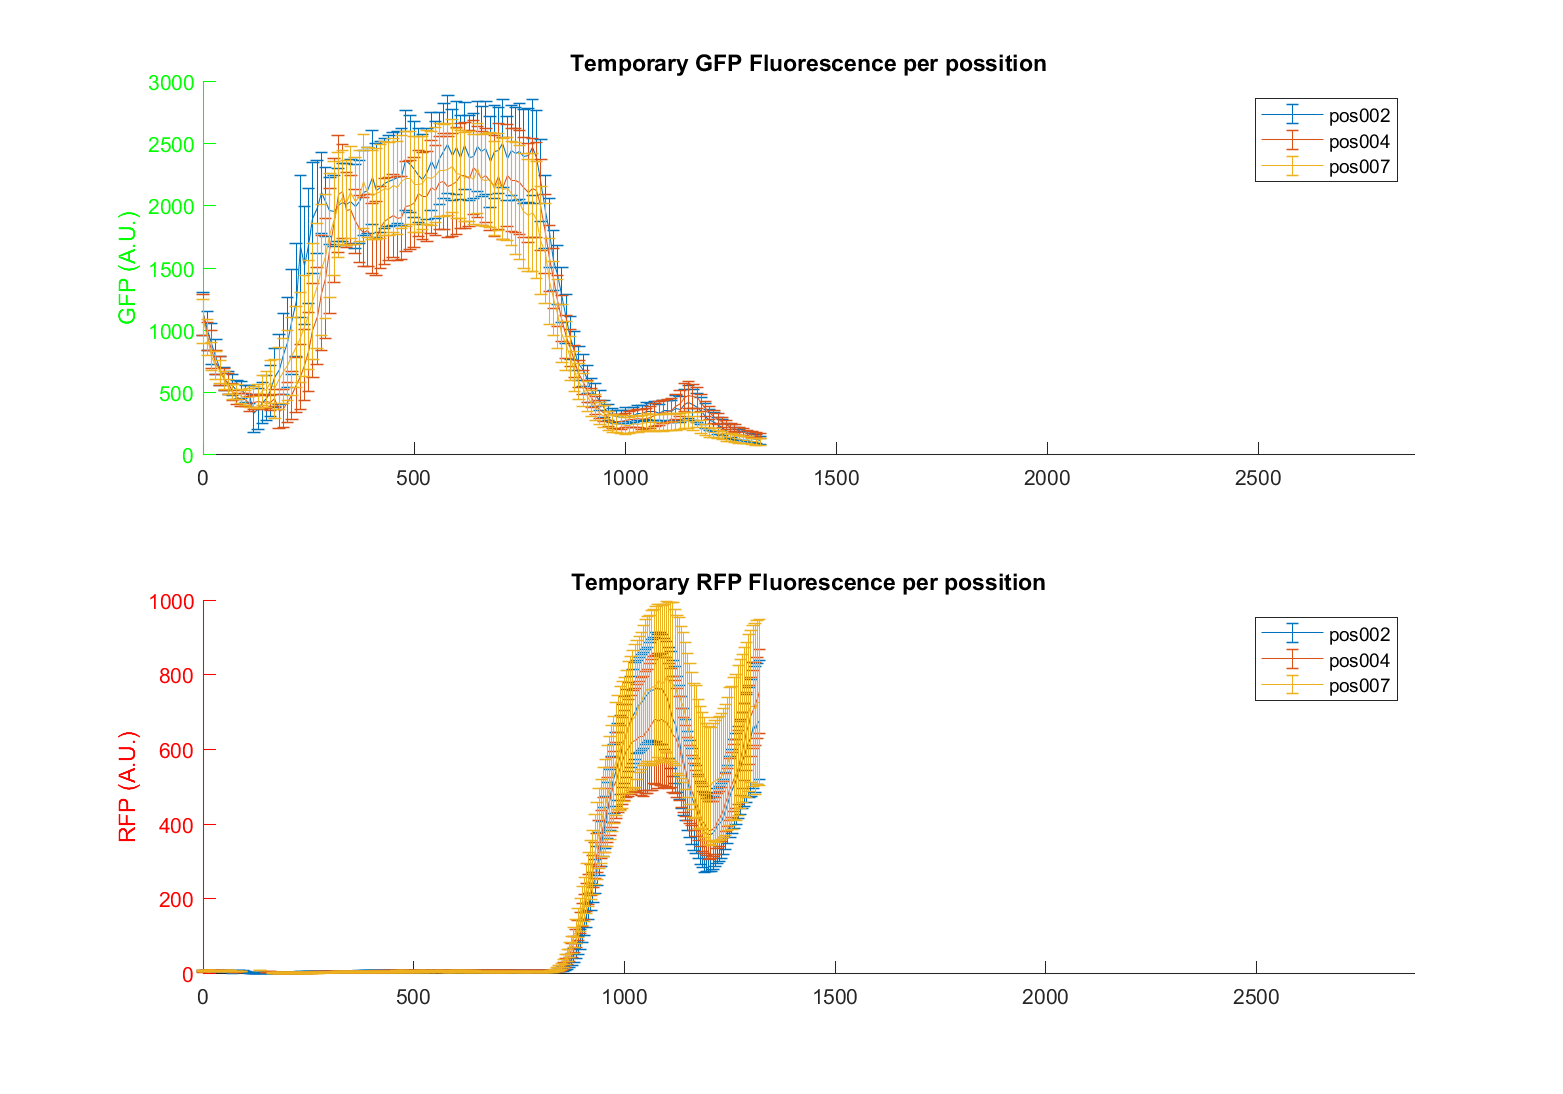 Temporary GFP Fluorescence per possition
3000
2500
2000
1500
1000
500
0
GFP (A.U.)
pos002
pos004
pos007
0 500 1000 1500 2000 2500
Temporary RFP Fluorescence per possition
1000
800
600
400
200
0
RFP (A.U.)
pos002
pos004
pos007
0 500 1000 1500 2000 2500